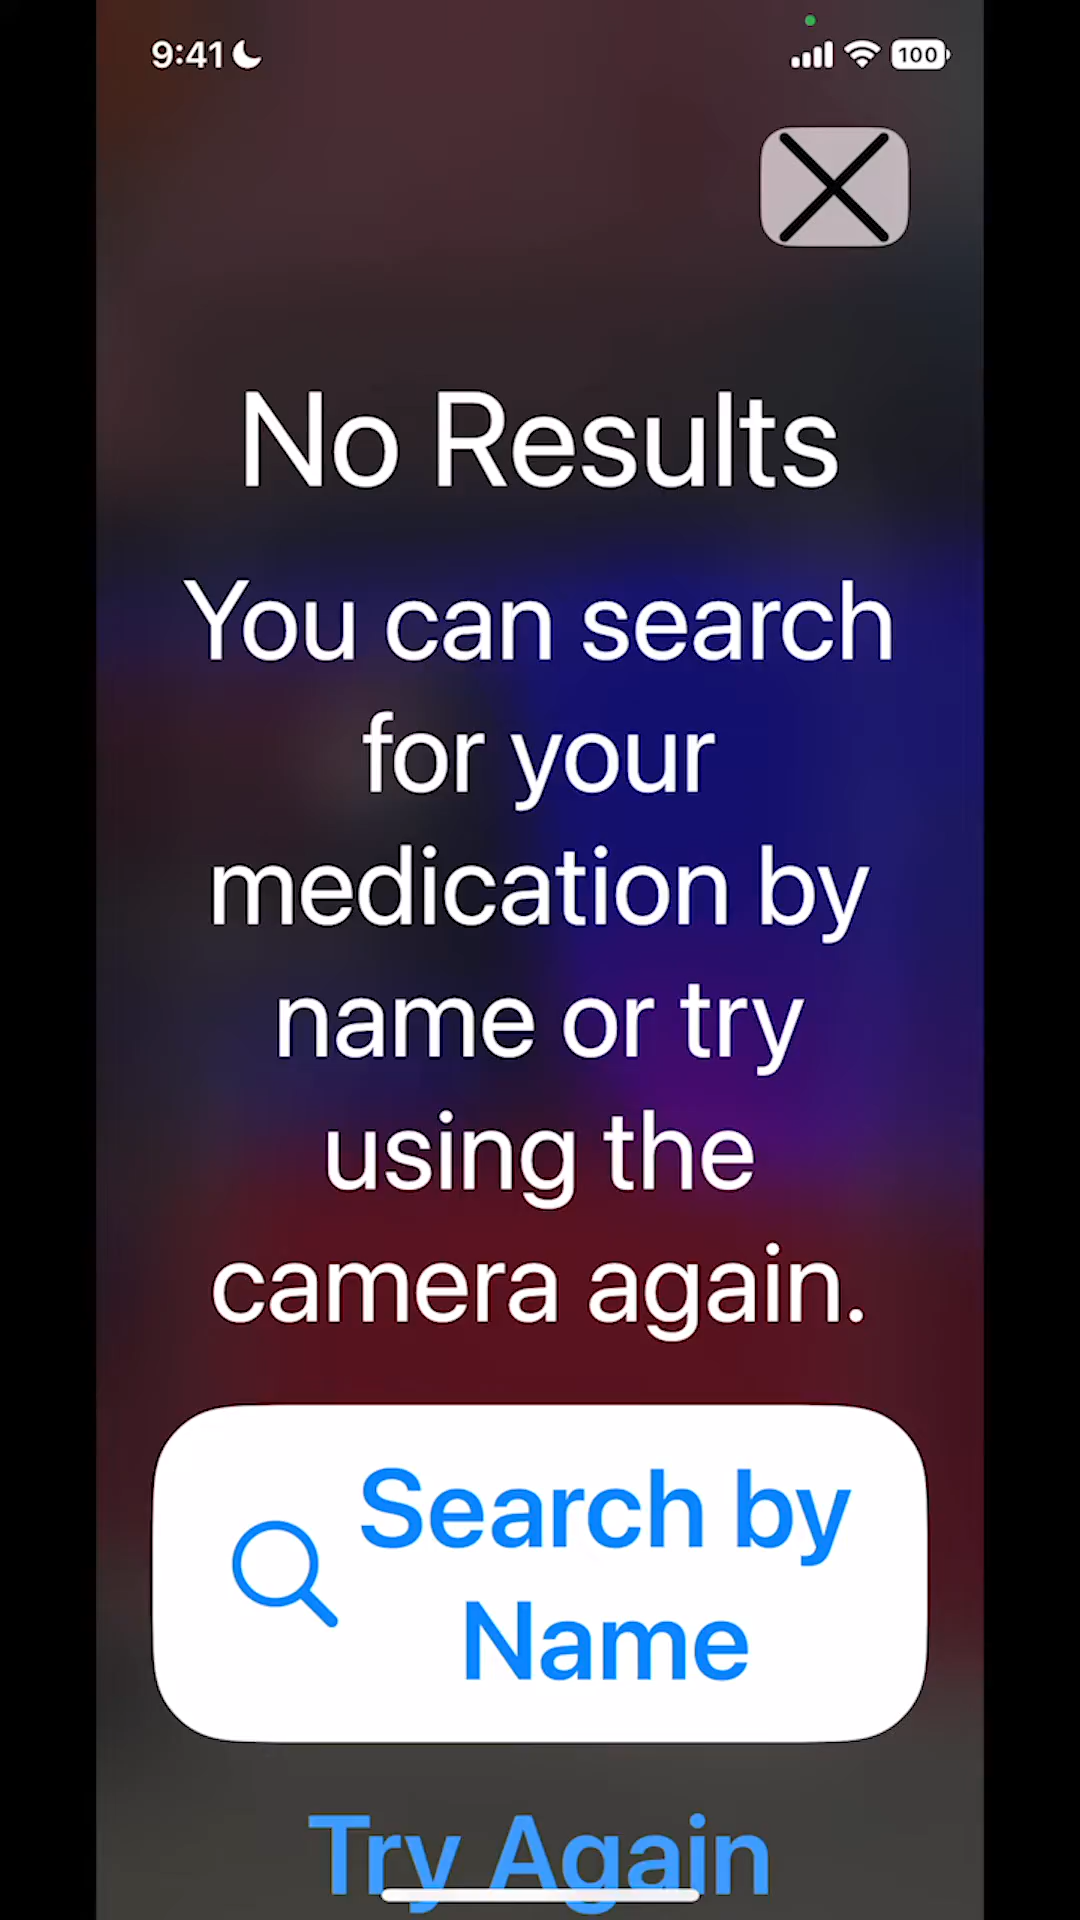 9:41
100
No Results
You can search
for your
medication by
name or try
using the
camera again.
Search by
Name
Try Again